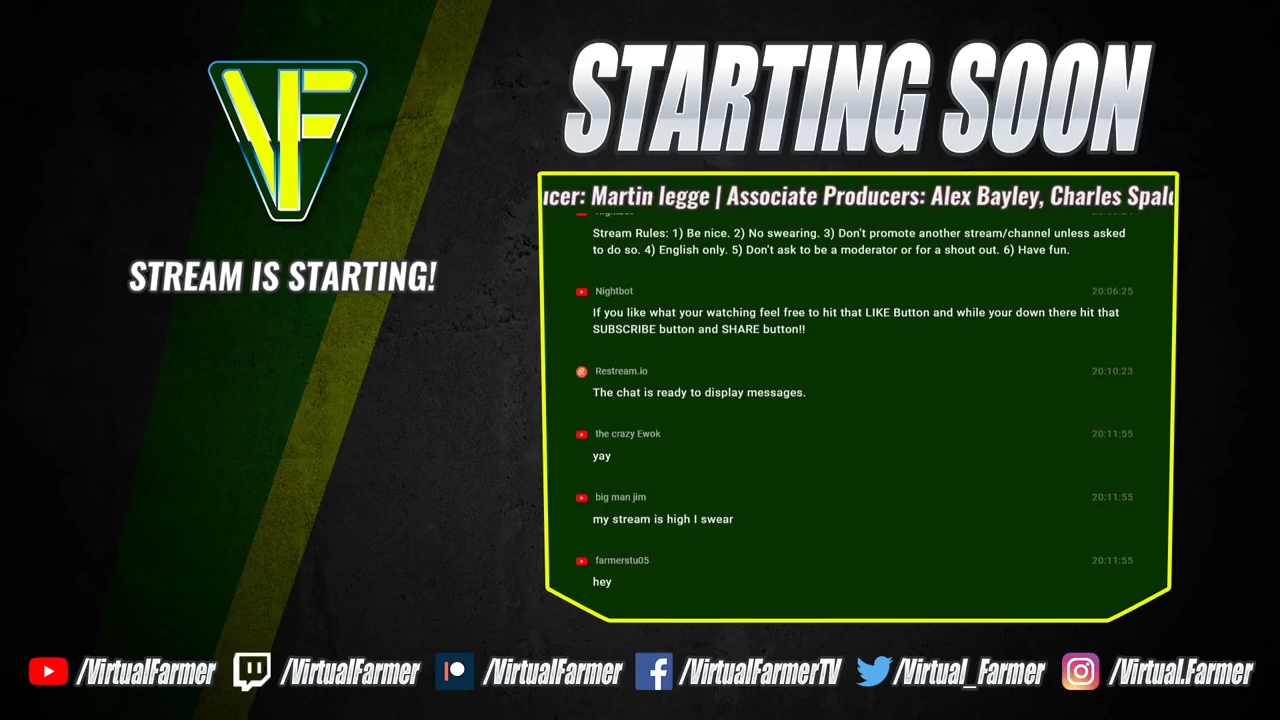 VF
STREAM IS STARTING!
STARTING SOON
ucer: Martin legge | Associate Producers: Alex Bayley, Charles Spald
Nightbot
Stream Rules: 1) Be nice. 2) No swearing. 3) Don't promote another stream/channel unless asked
to do so. 4) English only. 5) Don't ask to be a moderator or for a shout out. 6) Have fun.
Nightbot 20:06:25
If you like what your watching feel free to hit that LIKE Button and while your down there hit that
SUBSCRIBE button and SHARE button!!
Restream.io 20:10:23
The chat is ready to display messages.
the crazy Ewok 20:11:55
yay
big man jim 20:11:55
my stream is high I swear
farmerstu05 20:11:55
hey
/VirtualFarmer /VirtualFarmer /VirtualFarmer /VirtualFarmerTV /Virtual_Farmer /Virtual.Farmer